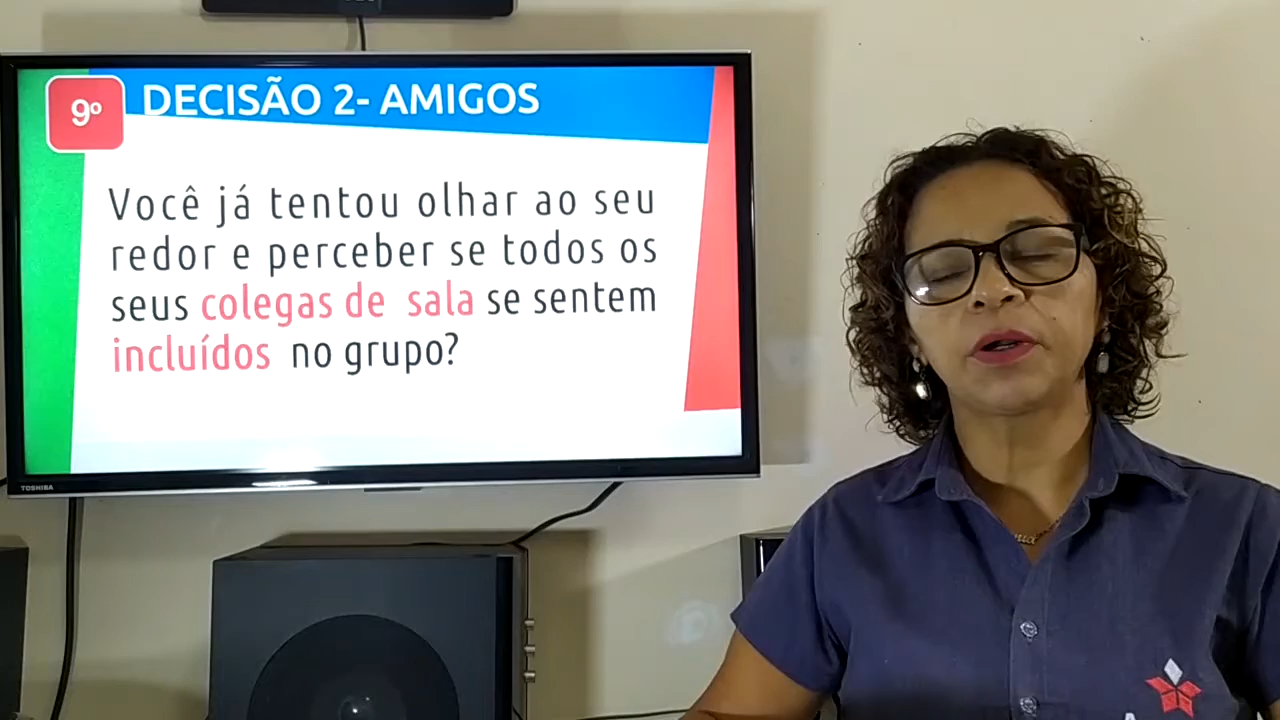 9º
DECISÃO 2- AMIGOS
Você já tentou olhar ao seu
redor e perceber se todos os
seus colegas de sala se sentem
incluídos no grupo?
TOSHIBA